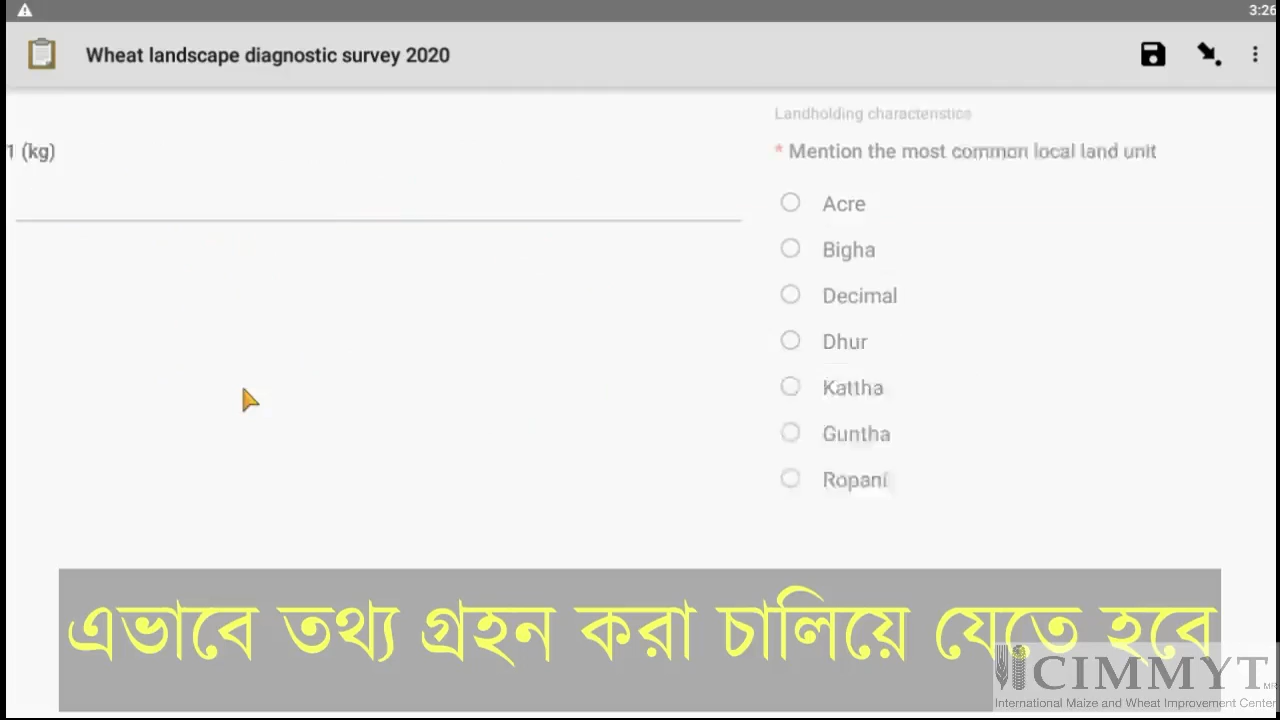 3:26
Wheat landscape diagnostic survey 2020
1 (kg)
Landholding characteristics
* Mention the most common local land unit
Acre
Bigha
Decimal
Dhur
Kattha
Guntha
Ropani
এভাবে তথ্য গ্রহন করা চালিয়ে যেতে হবে
CIMMYT MR
International Maize and Wheat Improvement Center